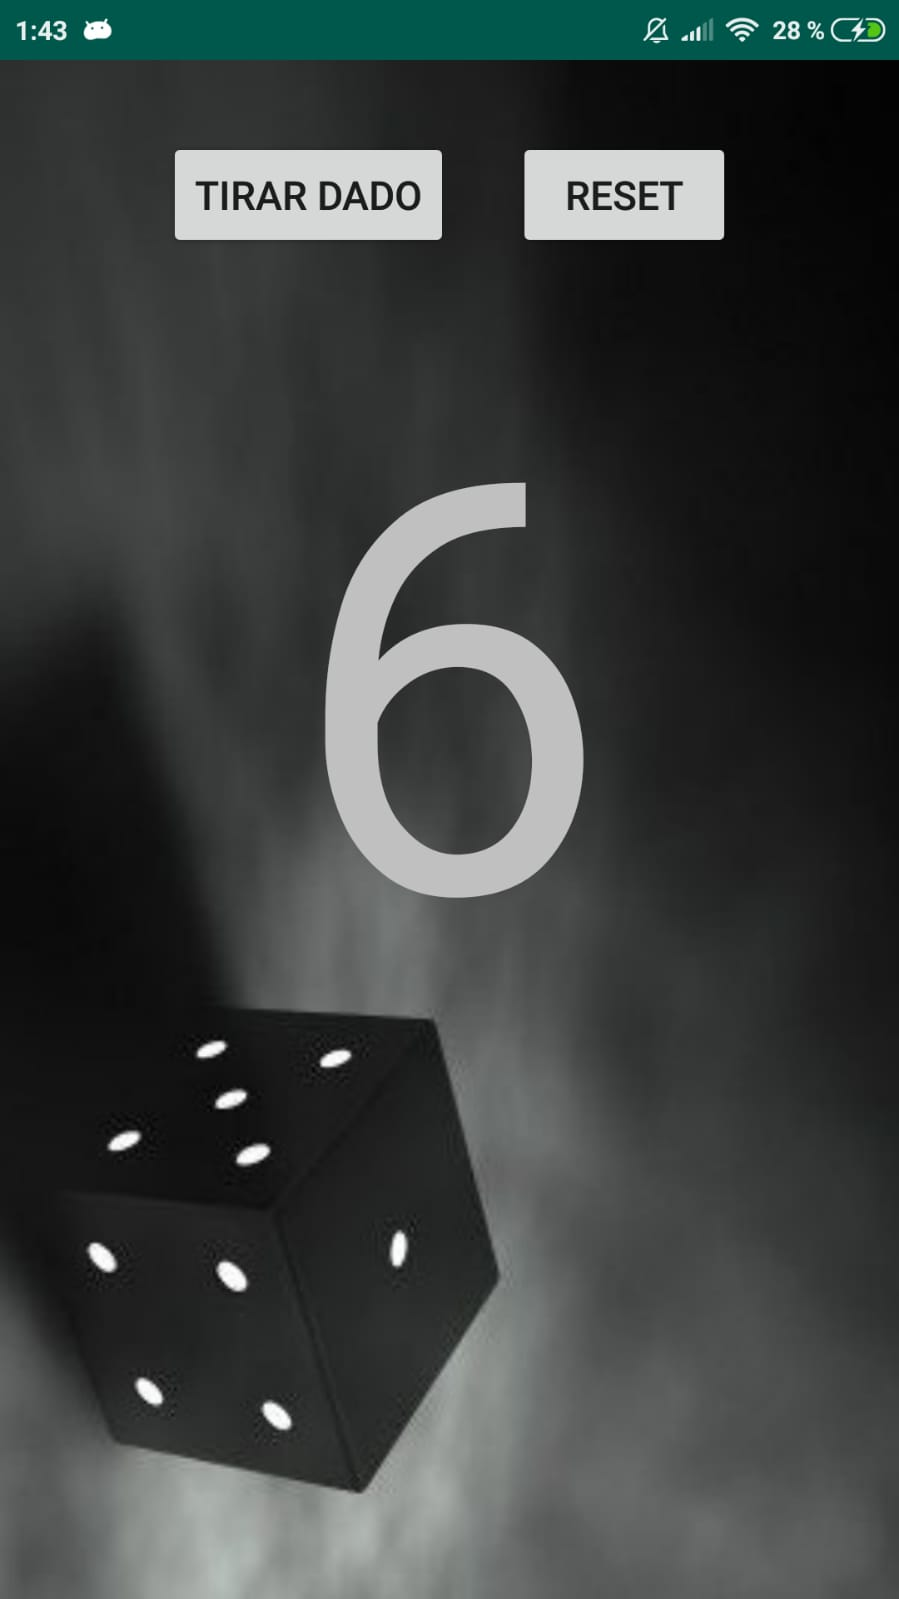 1:43 28 %
TIRAR DADO RESET
6